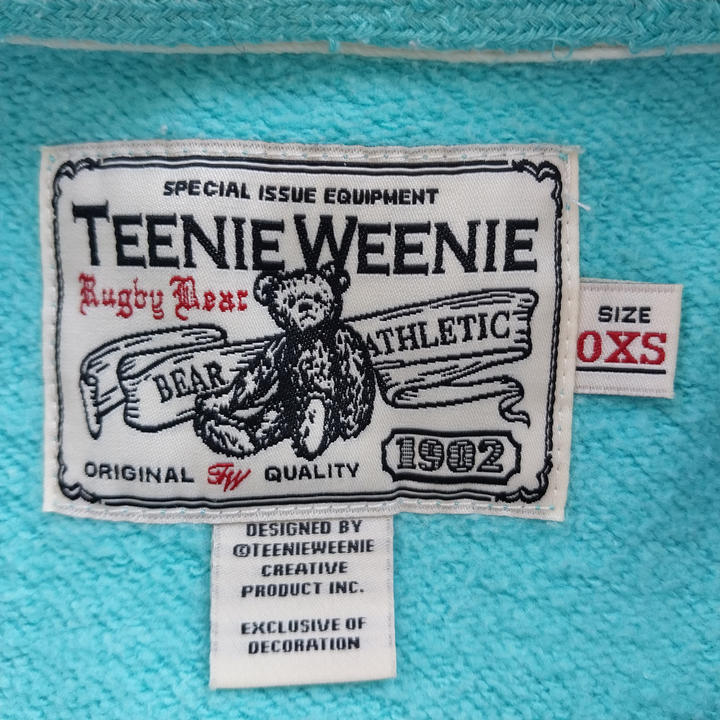 SPECIAL ISSUE EQUIPMENT
TEENIE WEENIE
Rugby Bear
BEAR ATHLETIC
1902
ORIGINAL TW QUALITY
SIZE
0XS
DESIGNED BY
©TEENIEWEENIE
CREATIVE
PRODUCT INC.
EXCLUSIVE OF
DECORATION